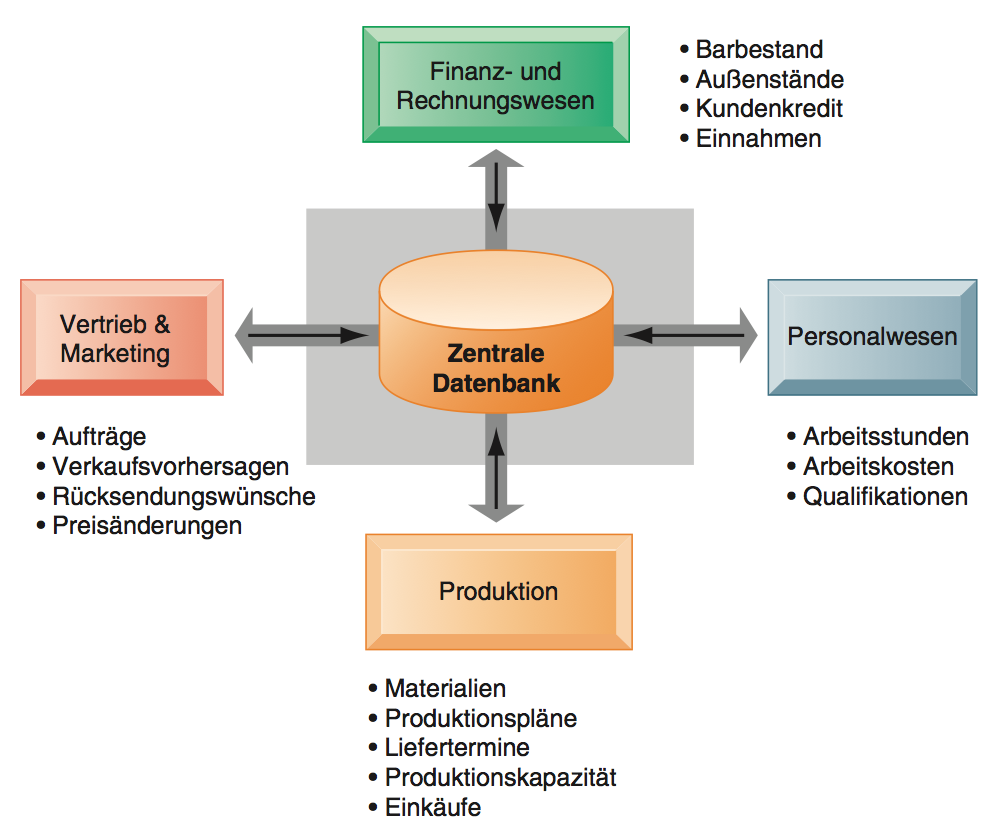 Finanz- und
Rechnungswesen
• Barbestand
• Außenstände
• Kundenkredit
• Einnahmen
Vertrieb &
Marketing
• Aufträge
• Verkaufsvorhersagen
• Rücksendungswünsche
• Preisänderungen
Zentrale
Datenbank
Personalwesen
• Arbeitsstunden
• Arbeitskosten
• Qualifikationen
Produktion
• Materialien
• Produktionspläne
• Liefertermine
• Produktionskapazität
• Einkäufe